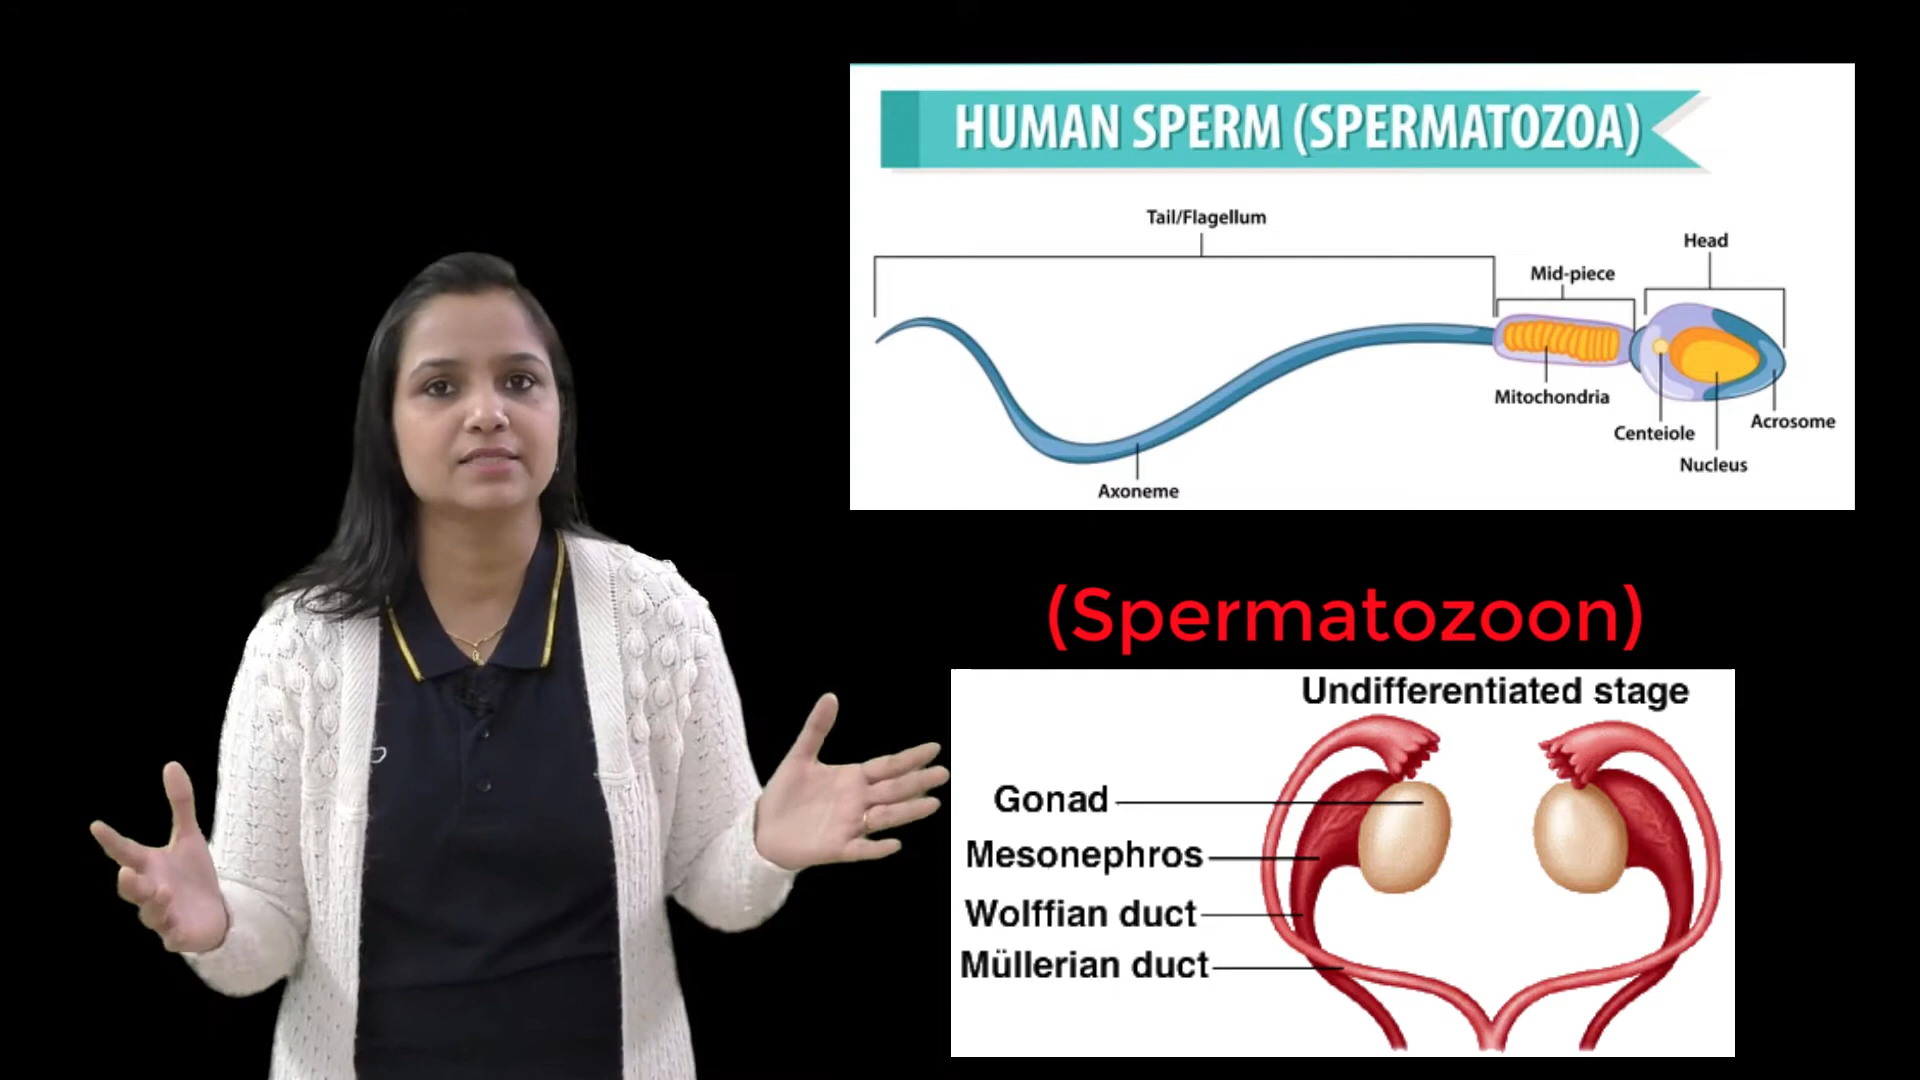 HUMAN SPERM (SPERMATOZOA)
Tail/Flagellum
Head
Mid-piece
Mitochondria
Acrosome
Centeiole
Nucleus
Axoneme
(Spermatozoon)
Undifferentiated stage
Gonad
Mesonephros
Wolffian duct
Müllerian duct